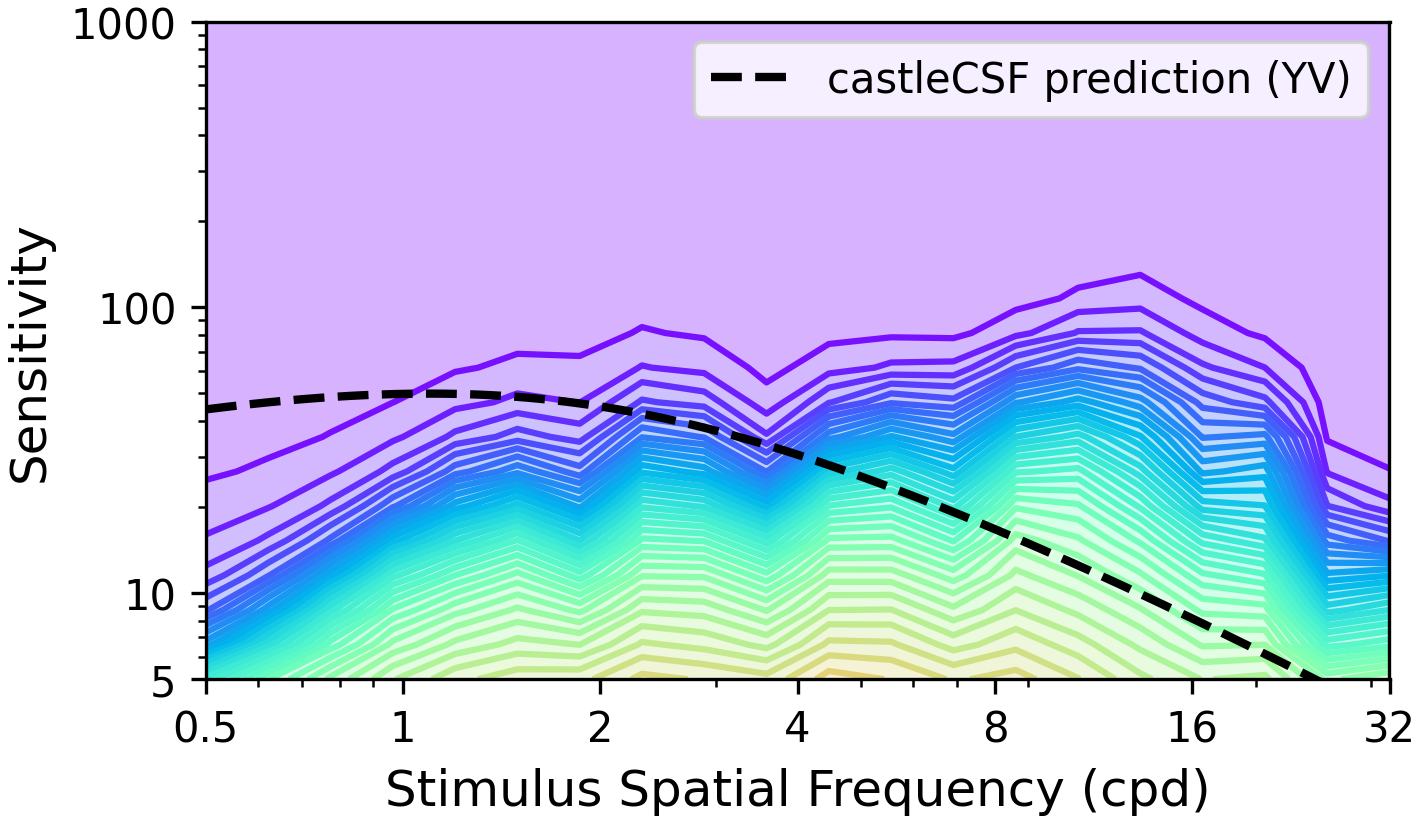 1000
castleCSF prediction (YV)
100
Sensitivity
10
5
0.5 1 2 4 8 16 32
Stimulus Spatial Frequency (cpd)